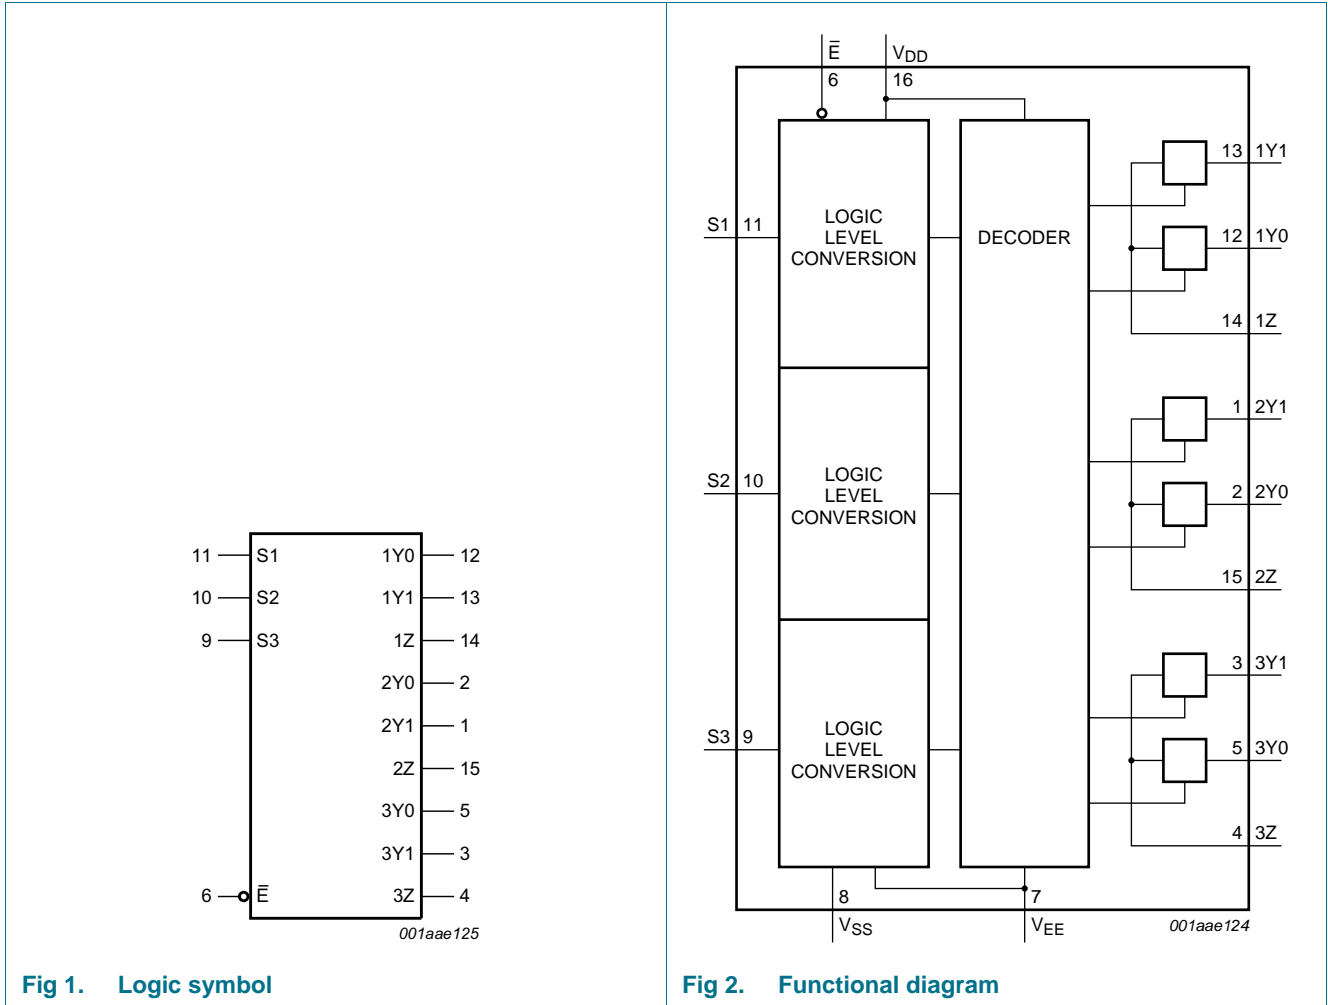 11 S1 1Y0 12
10 S2 1Y1 13
9 S3 1Z 14
2Y0 2
2Y1 1
2Z 15
3Y0 5
3Y1 3
6 E̅ 3Z 4
001aae125
Fig 1. Logic symbol
E̅ VDD
6 16
13 1Y1
S1 11
LOGIC
LEVEL
CONVERSION
DECODER
12 1Y0
14 1Z
1 2Y1
S2 10
LOGIC
LEVEL
CONVERSION
2 2Y0
15 2Z
3 3Y1
S3 9
LOGIC
LEVEL
CONVERSION
5 3Y0
4 3Z
8 7
VSS VEE
001aae124
Fig 2. Functional diagram